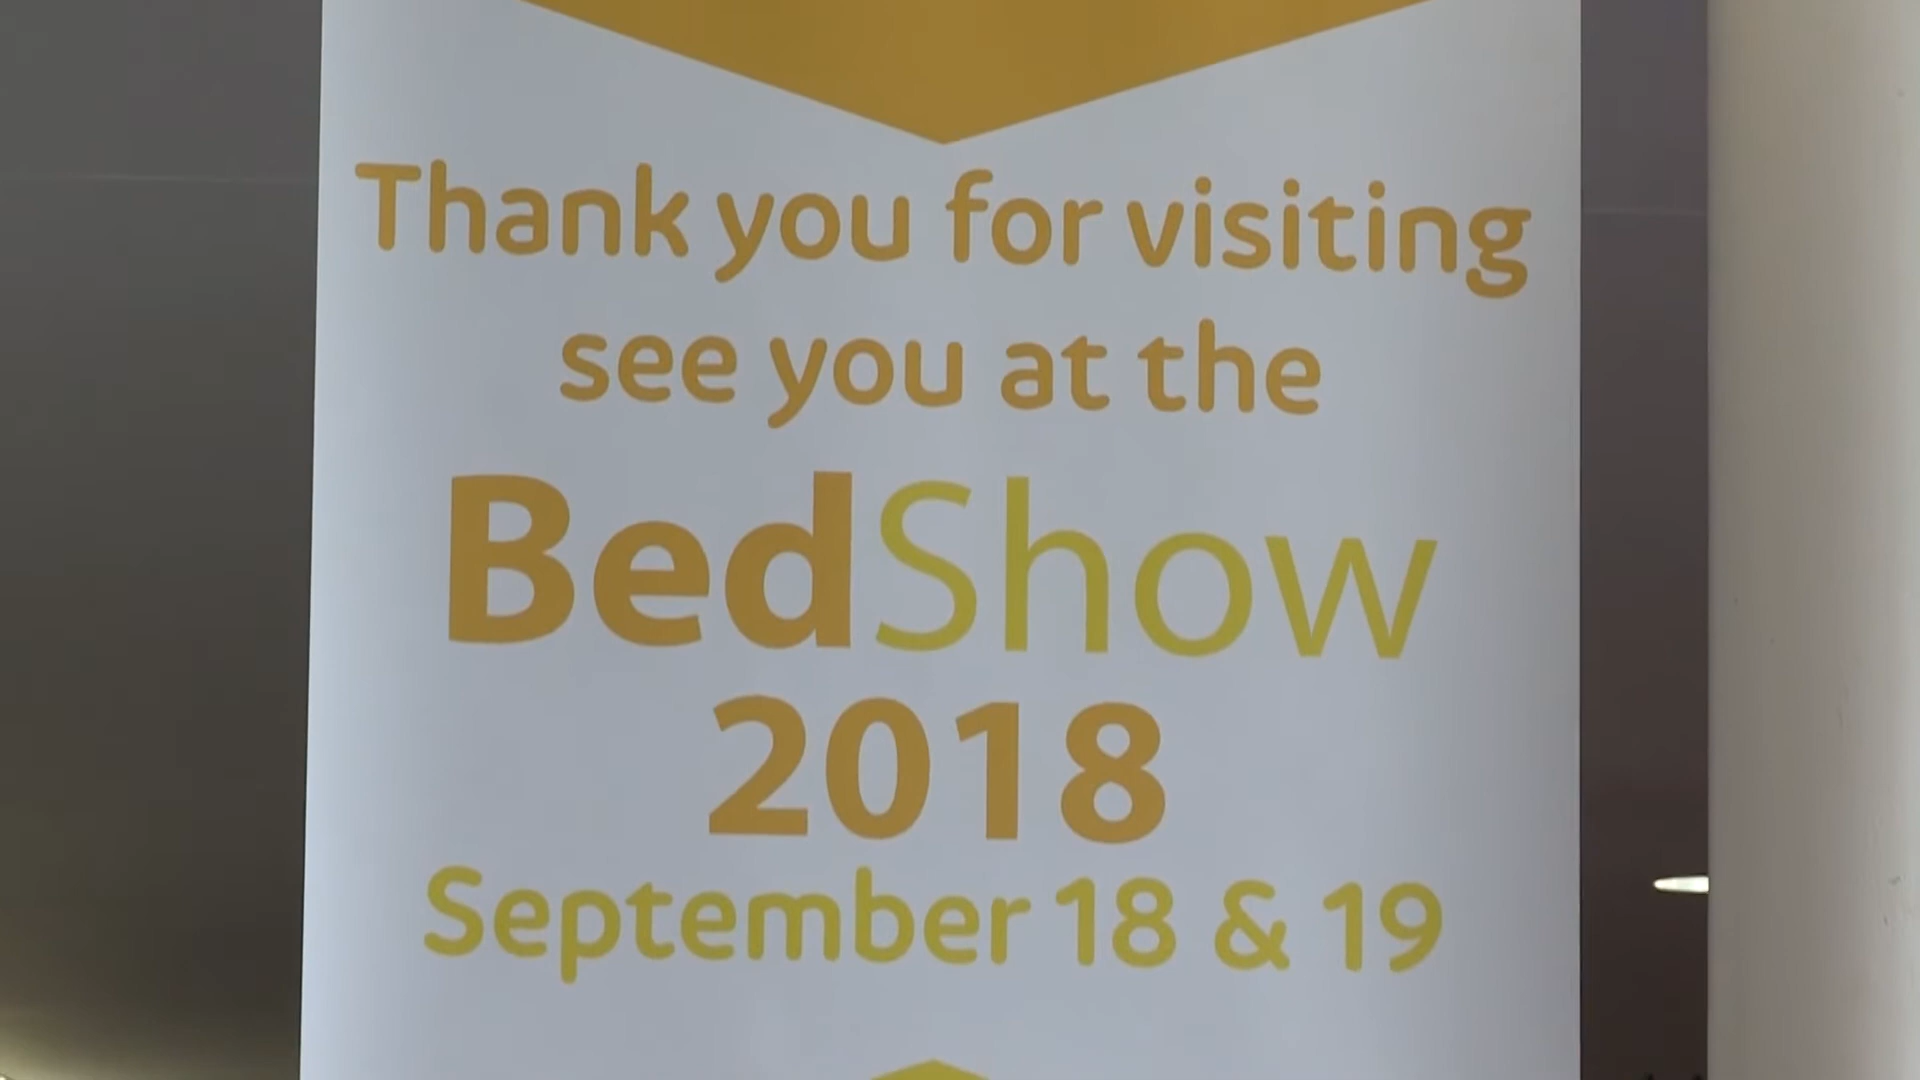 Thank you for visiting
see you at the
BedShow
2018
September 18 & 19